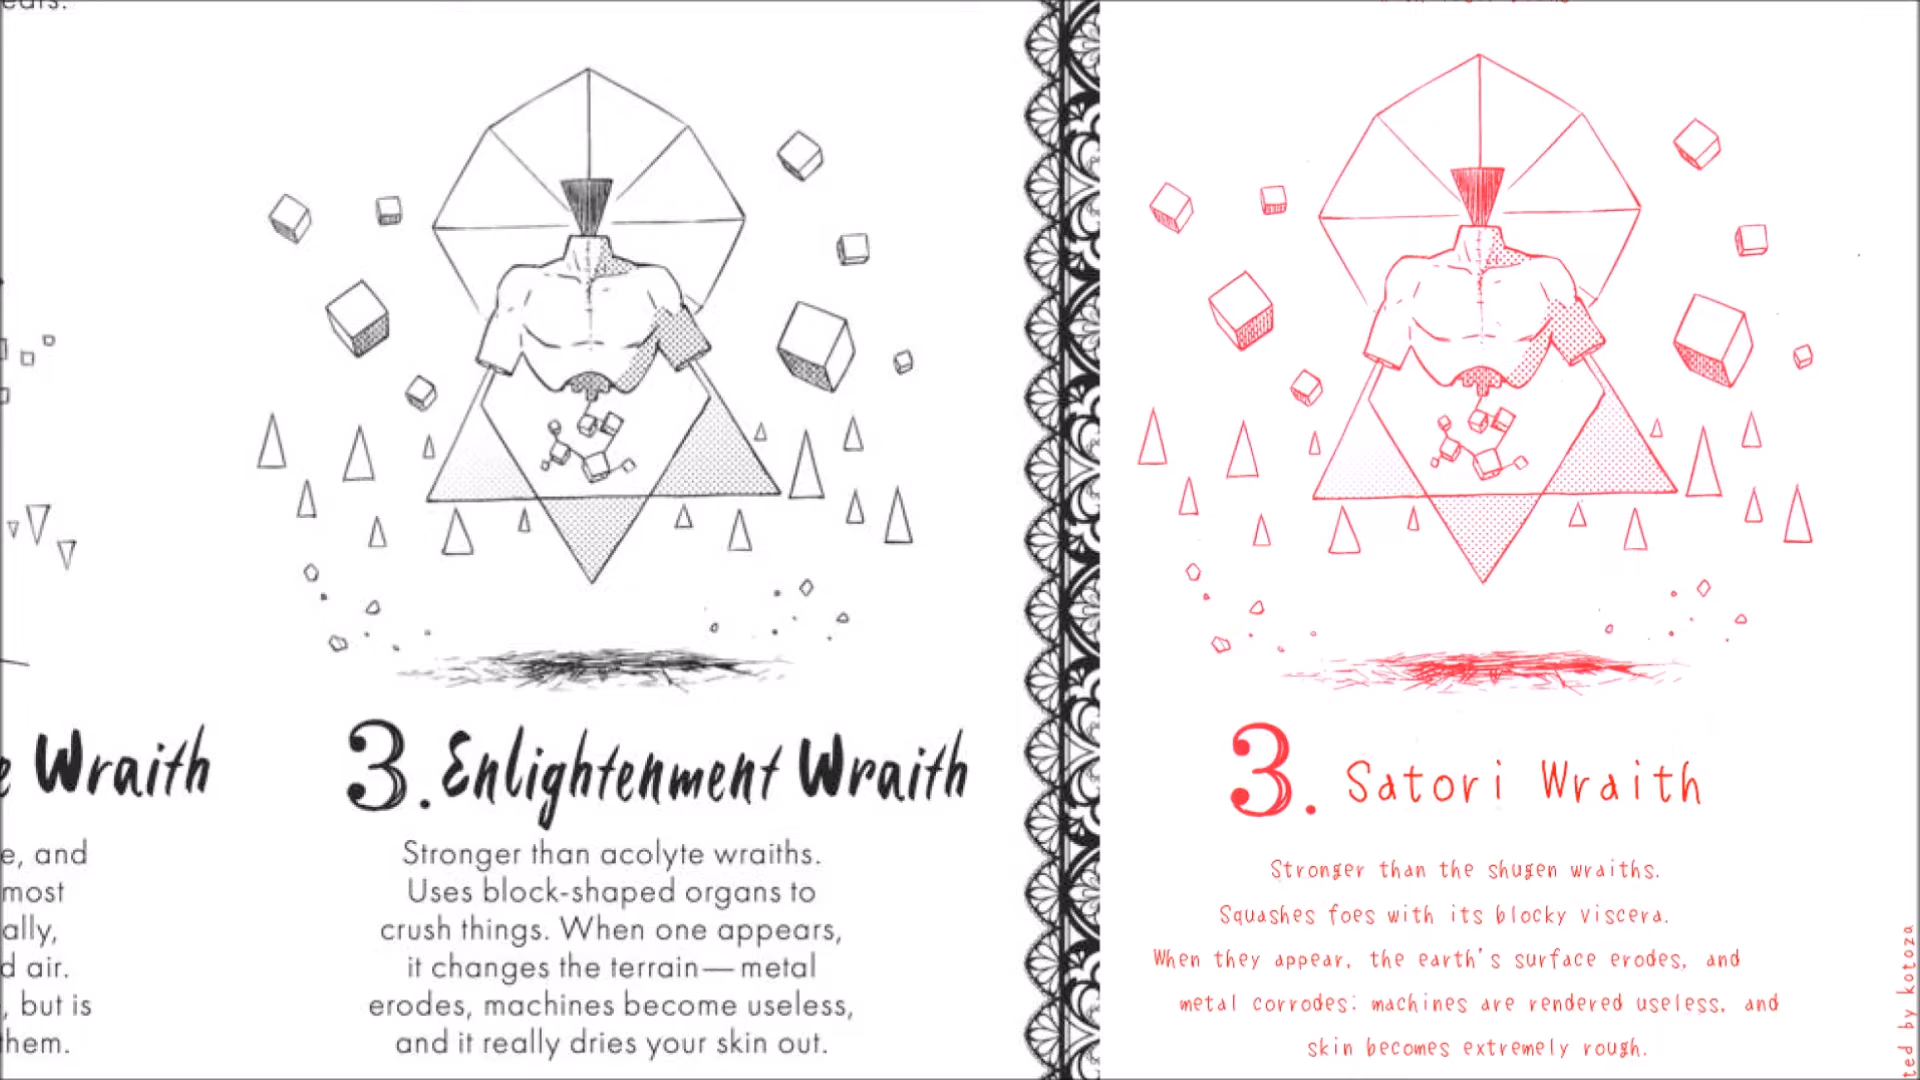 ears.
e Wraith
e, and
most
ally,
d air.
, but is
them.
3. Enlightenment Wraith
Stronger than acolyte wraiths.
Uses block-shaped organs to
crush things. When one appears,
it changes the terrain—metal
erodes, machines become useless,
and it really dries your skin out.
3. Satori Wraith
Stronger than the shugen wraiths.
Squashes foes with its blocky viscera.
When they appear, the earth's surface erodes, and
metal corrodes; machines are rendered useless, and
skin becomes extremely rough.
ted by kotoza